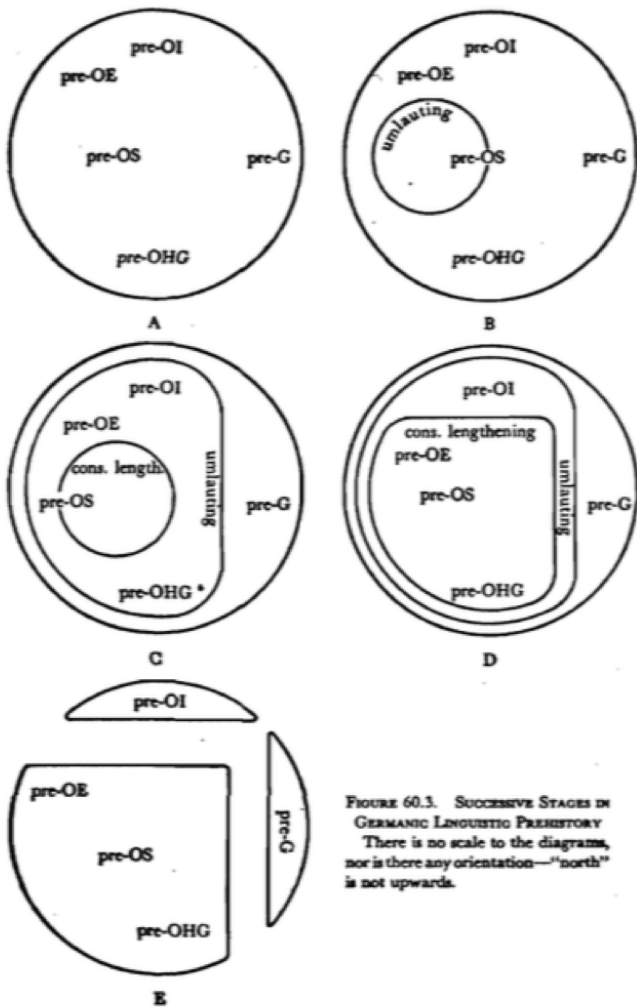 pre-OI
pre-OE
pre-OS
pre-G
pre-OHG
A
pre-OI
pre-OE
umlauting
pre-OS
pre-G
pre-OHG
B
pre-OI
pre-OE
cons. length.
umlauting
pre-OS
pre-G
pre-OHG
C
pre-OI
cons. lengthening
pre-OE
umlauting
pre-OS
pre-G
pre-OHG
D
pre-OI
pre-OE
pre-G
pre-OS
pre-OHG
E
FIGURE 60.3. SUCCESSIVE STAGES IN
GERMANIC LINGUISTIC PREHISTORY
There is no scale to the diagrams,
nor is there any orientation—"north"
is not upwards.